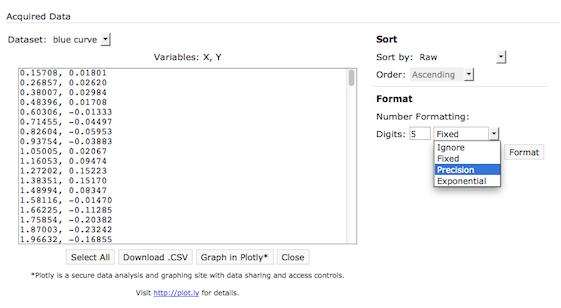 Acquired Data
Dataset: blue curve
Variables: X, Y
0.15708, 0.01801
0.26857, 0.02620
0.38007, 0.02984
0.48396, 0.01708
0.60306, -0.01333
0.71455, -0.04497
0.82604, -0.05953
0.93754, -0.03883
1.05005, 0.02067
1.16053, 0.09474
1.27202, 0.15223
1.38351, 0.15170
1.48994, 0.08347
1.58116, -0.01470
1.66225, -0.11285
1.75854, -0.20382
1.87003, -0.23242
1.96632, -0.16855
Select All Download .CSV Graph in Plotly* Close
*Plotly is a secure data analysis and graphing site with data sharing and access controls.
Visit http://plot.ly for details.
Sort
Sort by: Raw
Order: Ascending
Format
Number Formatting:
Digits: 5 Fixed
Ignore
Fixed
Precision
Exponential
Format